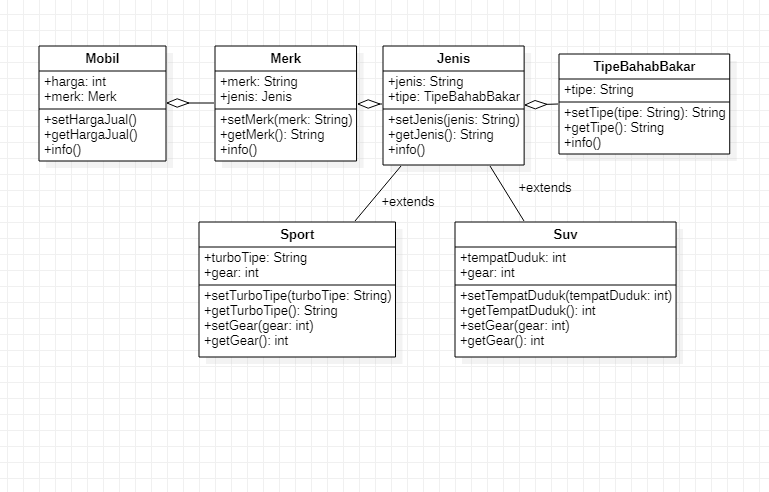 Mobil
+harga: int
+merk: Merk
+setHargaJual()
+getHargaJual()
+info()
Merk
+merk: String
+jenis: Jenis
+setMerk(merk: String)
+getMerk(): String
+info()
Jenis
+jenis: String
+tipe: TipeBahabBakar
+setJenis(jenis: String)
+getJenis(): String
+info()
TipeBahabBakar
+tipe: String
+setTipe(tipe: String): String
+getTipe(): String
+info()
+extends
+extends
Sport
+turboTipe: String
+gear: int
+setTurboTipe(turboTipe: String)
+getTurboTipe(): String
+setGear(gear: int)
+getGear(): int
Suv
+tempatDuduk: int
+gear: int
+setTempatDuduk(tempatDuduk: int)
+getTempatDuduk(): int
+setGear(gear: int)
+getGear(): int